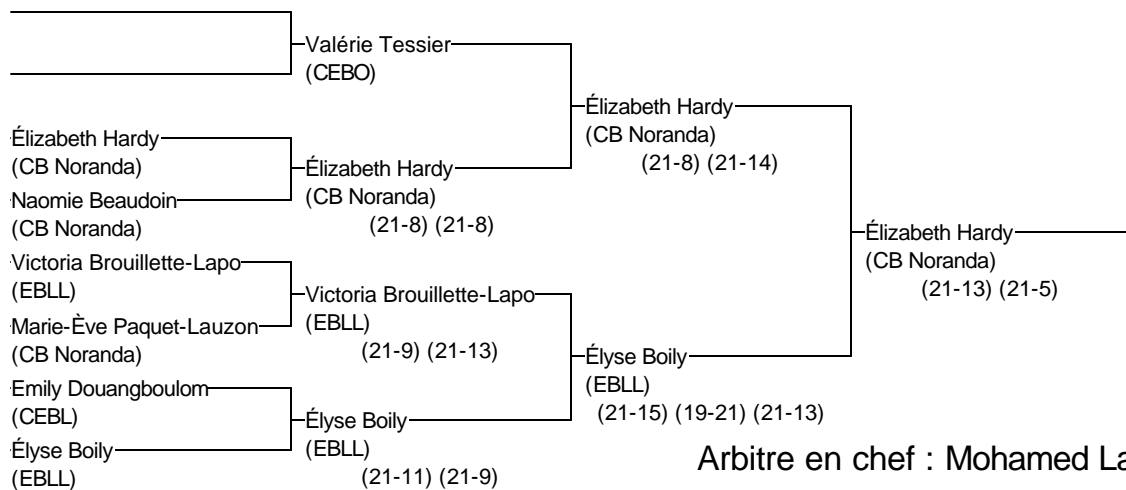 Valérie Tessier
(CEBO)
Élizabeth Hardy
(CB Noranda)
(21-8) (21-14)
Élizabeth Hardy
(CB Noranda)
Naomie Beaudoin
(CB Noranda)
Élizabeth Hardy
(CB Noranda)
(21-8) (21-8)
Élizabeth Hardy
(CB Noranda)
(21-13) (21-5)
Victoria Brouillette-Lapo
(EBLL)
Marie-Ève Paquet-Lauzon
(CB Noranda)
Victoria Brouillette-Lapo
(EBLL)
(21-9) (21-13)
Élyse Boily
(EBLL)
(21-15) (19-21) (21-13)
Emily Douangboulom
(CEBL)
Élyse Boily
(EBLL)
Élyse Boily
(EBLL)
(21-11) (21-9)
Arbitre en chef : Mohamed